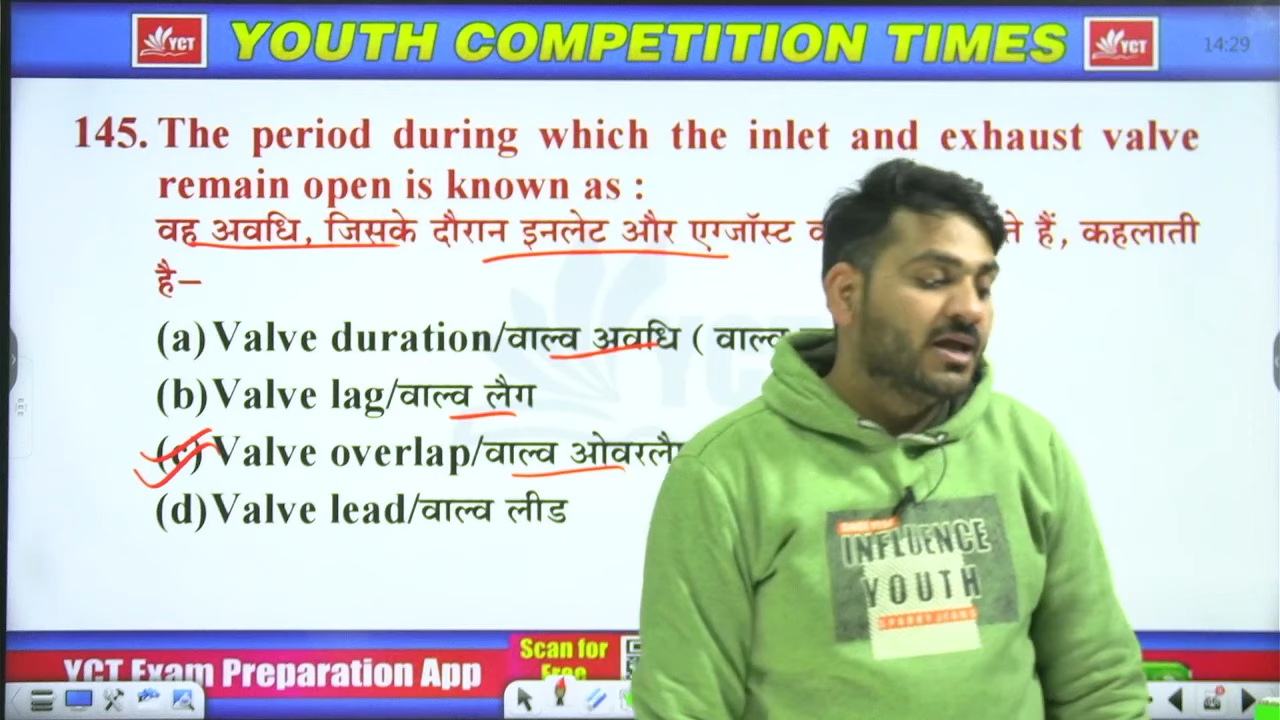 YCT YOUTH COMPETITION TIMES YCT 14:29
145. The period during which the inlet and exhaust valve
remain open is known as :
वह अवधि, जिसके दौरान इनलेट और एग्जॉस्ट हैं, कहलाती
है–
(a) Valve duration/वाल्व अवधि ( वाल्व
(b) Valve lag/वाल्व लैग
(c) Valve overlap/वाल्व
(d) Valve lead/वाल्व लीड
INFLUENCE
YOUTH
YCT Exam Preparation App
Scan for
Free